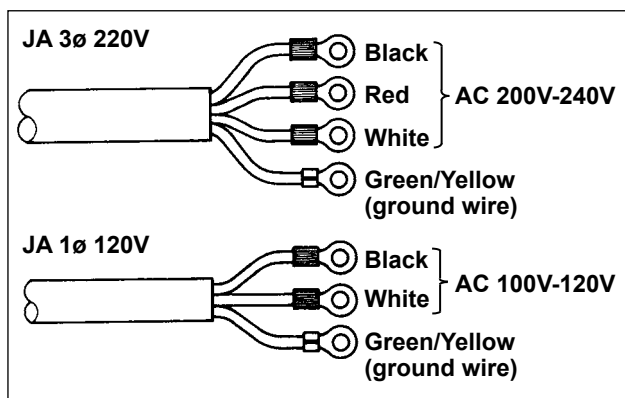 JA 3ø 220V
Black
Red
White
AC 200V-240V
Green/Yellow
(ground wire)
JA 1ø 120V
Black
White
AC 100V-120V
Green/Yellow
(ground wire)